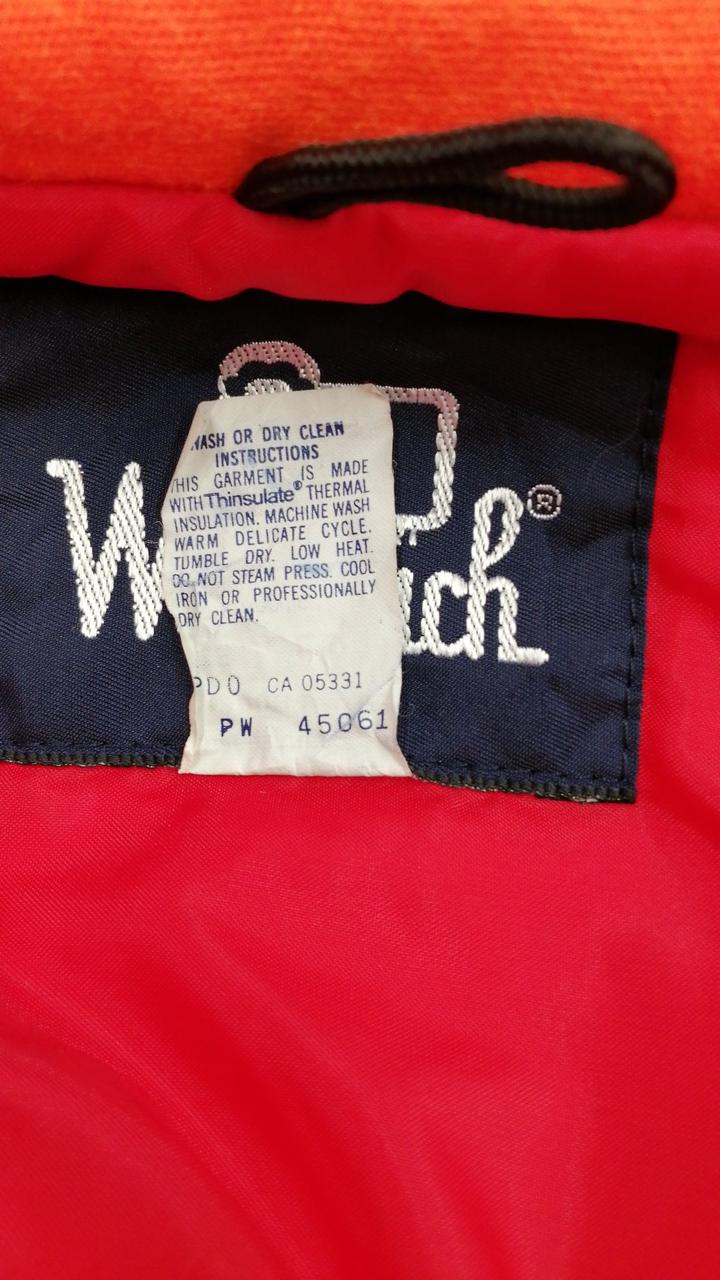 WASH OR DRY CLEAN
INSTRUCTIONS
THIS GARMENT IS MADE
WITH Thinsulate® THERMAL
INSULATION. MACHINE WASH
WARM DELICATE CYCLE.
TUMBLE DRY. LOW HEAT.
DO NOT STEAM PRESS. COOL
IRON OR PROFESSIONALLY
DRY CLEAN.
W ich®
PDO CA 05331
PW 45061